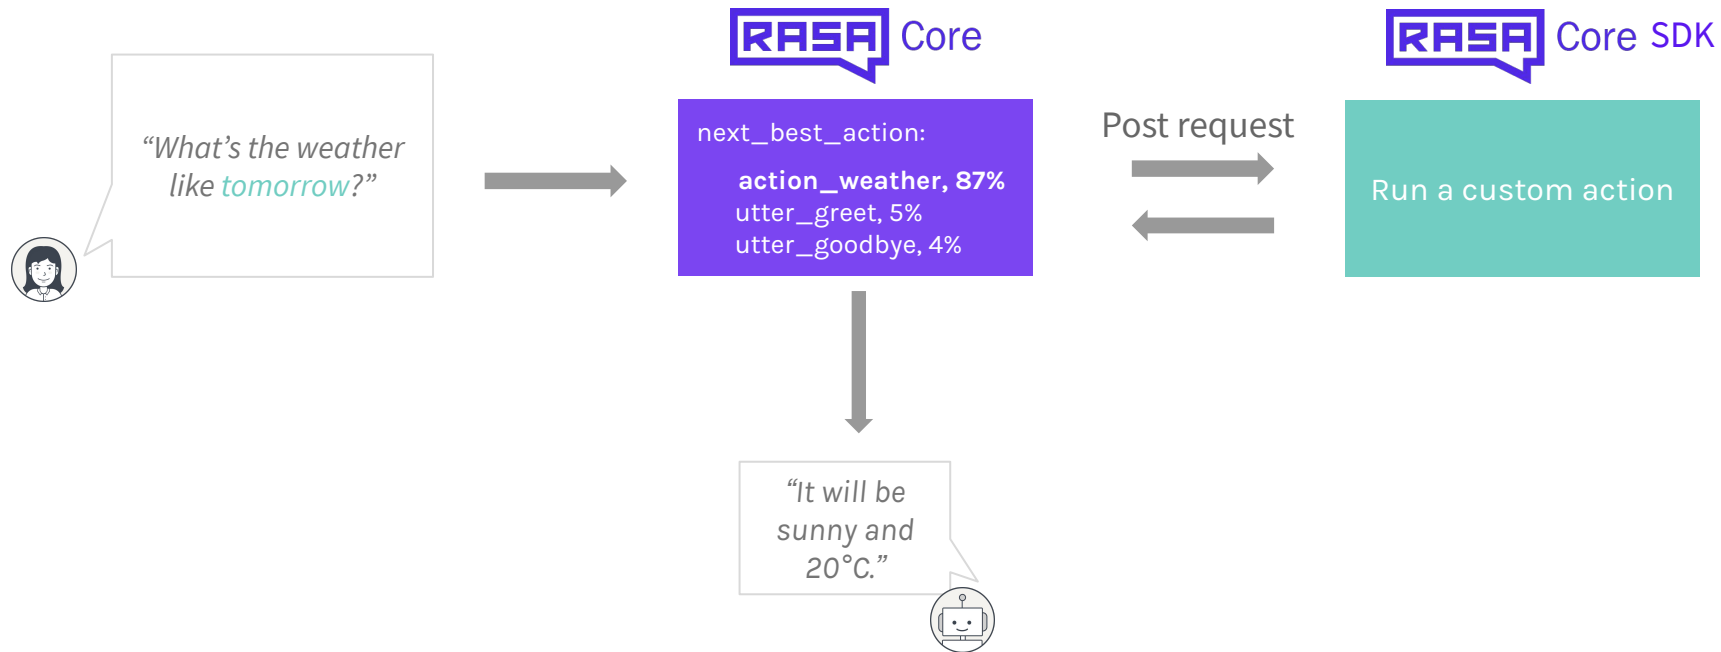 RASA Core
RASA Core SDK
“What’s the weather
like tomorrow?”
next_best_action:
action_weather, 87%
utter_greet, 5%
utter_goodbye, 4%
Post request
Run a custom action
“It will be
sunny and
20°C.”